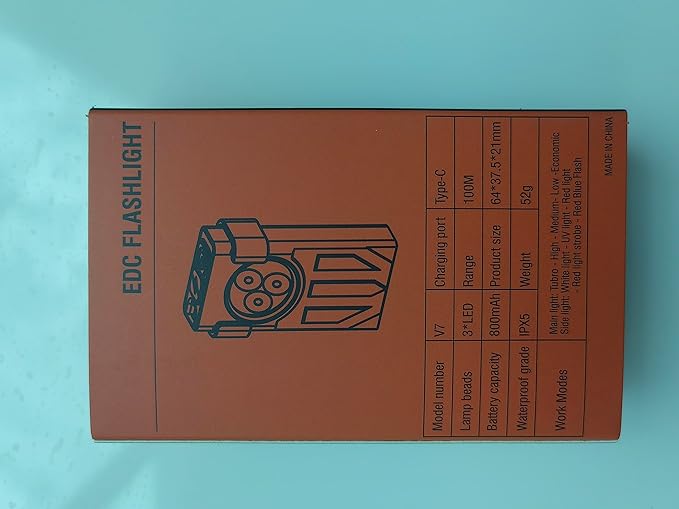 EDC FLASHLIGHT
Model number V7 Charging port Type-C
Lamp beads 3*LED Range 100M
Battery capacity 800mAh Product size 64*37.5*21mm
Waterproof grade IPX5 Weight 52g
Work Modes
Main light: Tubro - High - Medium- Low -Economic
Side light: White light - UV light - Red light
- Red light strobe - Red Blue Flash
MADE IN CHINA